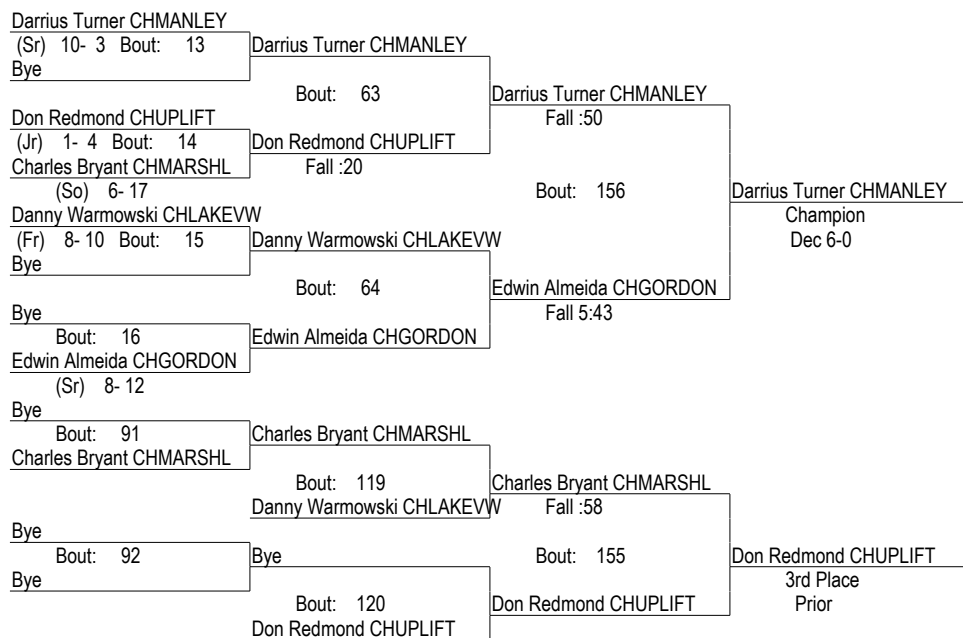 Darrius Turner CHMANLEY
(Sr) 10- 3 Bout: 13 Darrius Turner CHMANLEY
Bye
Bout: 63 Darrius Turner CHMANLEY
Don Redmond CHUPLIFT Fall :50
(Jr) 1- 4 Bout: 14 Don Redmond CHUPLIFT
Charles Bryant CHMARSHL Fall :20
(So) 6- 17 Bout: 156 Darrius Turner CHMANLEY
Danny Warmowski CHLAKEVW Champion
(Fr) 8- 10 Bout: 15 Danny Warmowski CHLAKEVW Dec 6-0
Bye
Bout: 64 Edwin Almeida CHGORDON
Bye Fall 5:43
Bout: 16 Edwin Almeida CHGORDON
Edwin Almeida CHGORDON
(Sr) 8- 12
Bye
Bout: 91 Charles Bryant CHMARSHL
Charles Bryant CHMARSHL
Bout: 119 Charles Bryant CHMARSHL
Danny Warmowski CHLAKEVW Fall :58
Bye
Bout: 92 Bye Bout: 155 Don Redmond CHUPLIFT
Bye 3rd Place
Bout: 120 Don Redmond CHUPLIFT Prior
Don Redmond CHUPLIFT